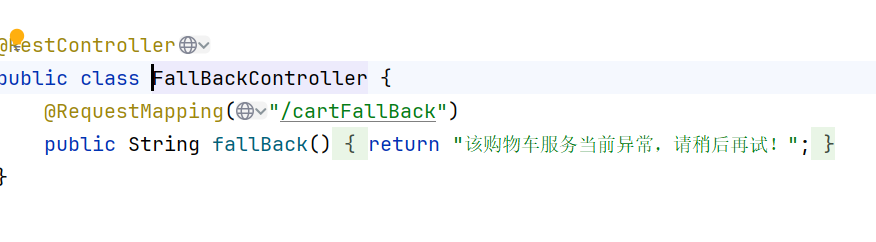 @RestController
public class FallBackController {
@RequestMapping("/cartFallBack")
public String fallBack() { return "该购物车服务当前异常，请稍后再试！"; }
}